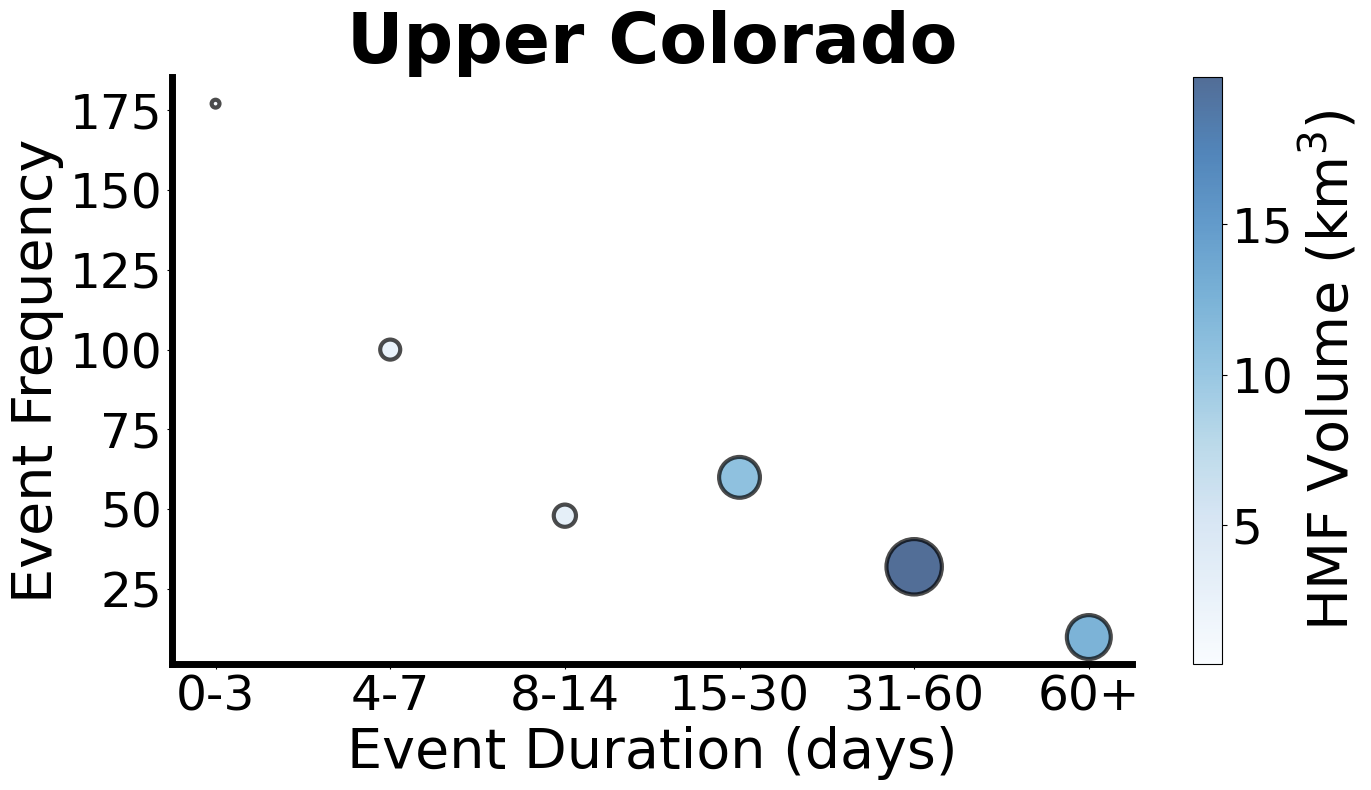 Upper Colorado
Event Frequency
175
150
125
100
75
50
25
0-3 4-7 8-14 15-30 31-60 60+
Event Duration (days)
15
10
5
HMF Volume (km³)